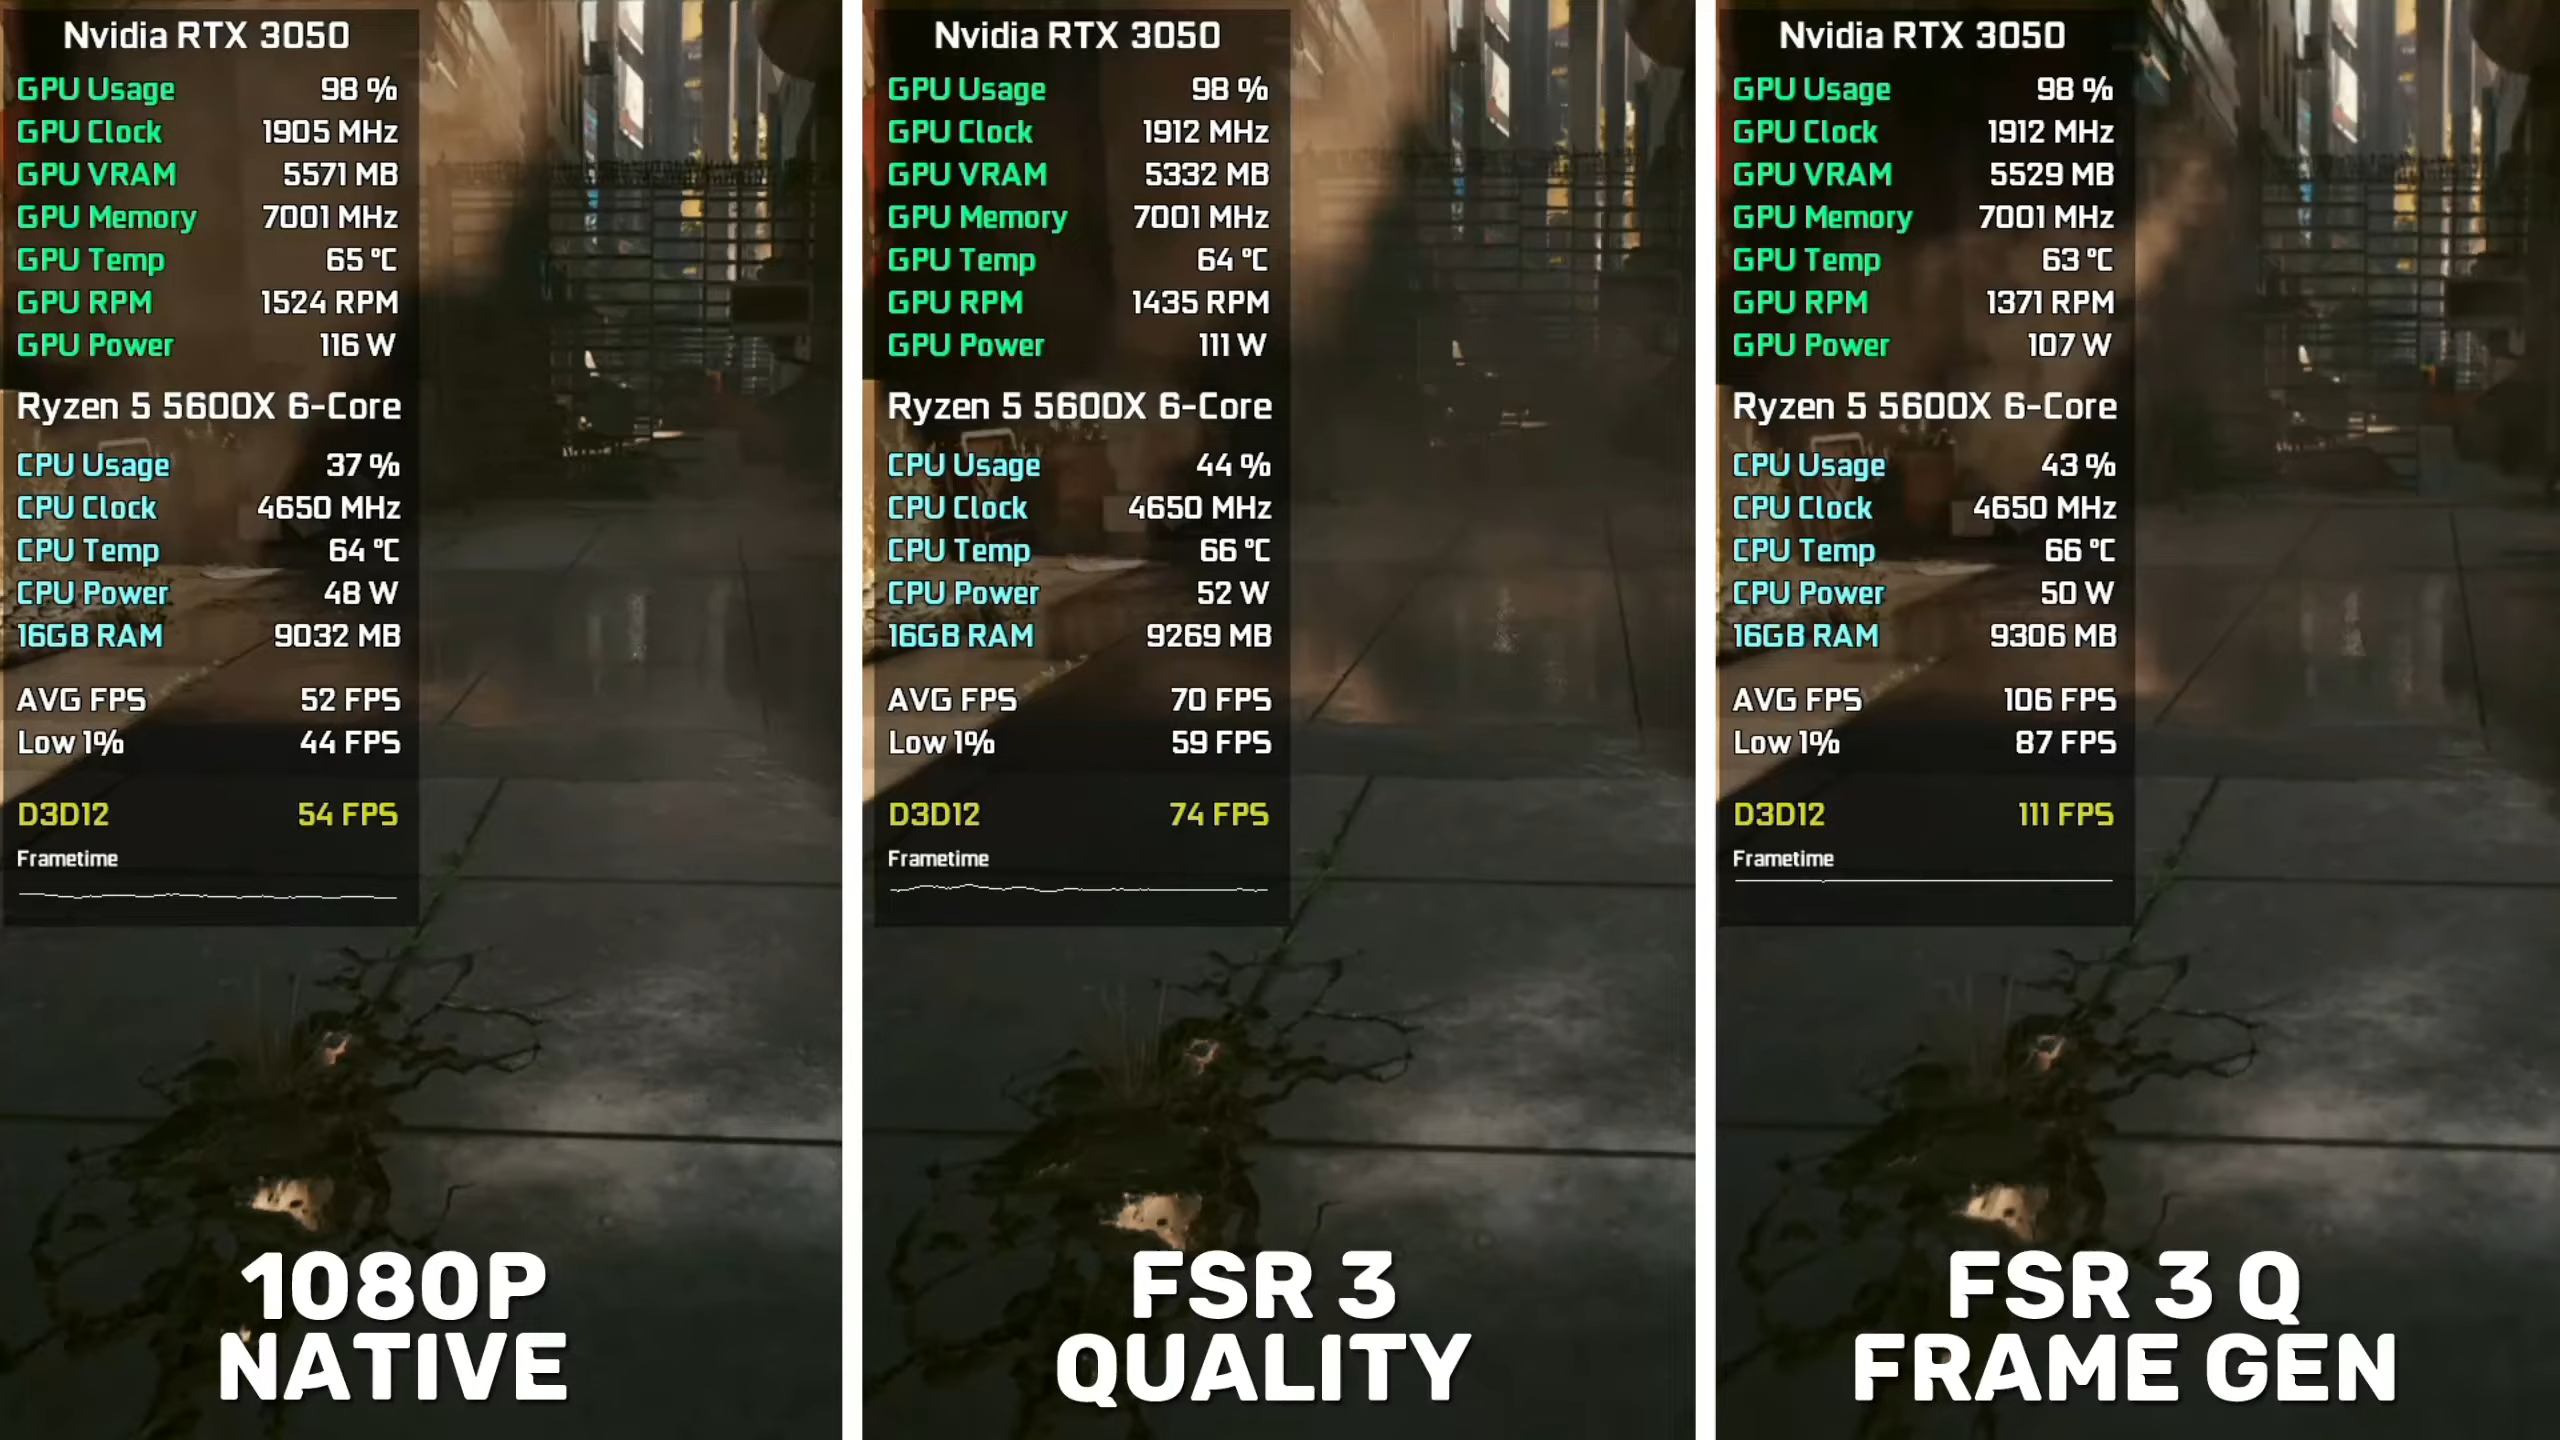 Nvidia RTX 3050
GPU Usage 98 %
GPU Clock 1905 MHz
GPU VRAM 5571 MB
GPU Memory 7001 MHz
GPU Temp 65 °C
GPU RPM 1524 RPM
GPU Power 116 W
Ryzen 5 5600X 6-Core
CPU Usage 37 %
CPU Clock 4650 MHz
CPU Temp 64 °C
CPU Power 48 W
16GB RAM 9032 MB
AVG FPS 52 FPS
Low 1% 44 FPS
D3D12 54 FPS
Frametime
1080P
NATIVE
Nvidia RTX 3050
GPU Usage 98 %
GPU Clock 1912 MHz
GPU VRAM 5332 MB
GPU Memory 7001 MHz
GPU Temp 64 °C
GPU RPM 1435 RPM
GPU Power 111 W
Ryzen 5 5600X 6-Core
CPU Usage 44 %
CPU Clock 4650 MHz
CPU Temp 66 °C
CPU Power 52 W
16GB RAM 9269 MB
AVG FPS 70 FPS
Low 1% 59 FPS
D3D12 74 FPS
Frametime
FSR 3
QUALITY
Nvidia RTX 3050
GPU Usage 98 %
GPU Clock 1912 MHz
GPU VRAM 5529 MB
GPU Memory 7001 MHz
GPU Temp 63 °C
GPU RPM 1371 RPM
GPU Power 107 W
Ryzen 5 5600X 6-Core
CPU Usage 43 %
CPU Clock 4650 MHz
CPU Temp 66 °C
CPU Power 50 W
16GB RAM 9306 MB
AVG FPS 106 FPS
Low 1% 87 FPS
D3D12 111 FPS
Frametime
FSR 3 Q
FRAME GEN